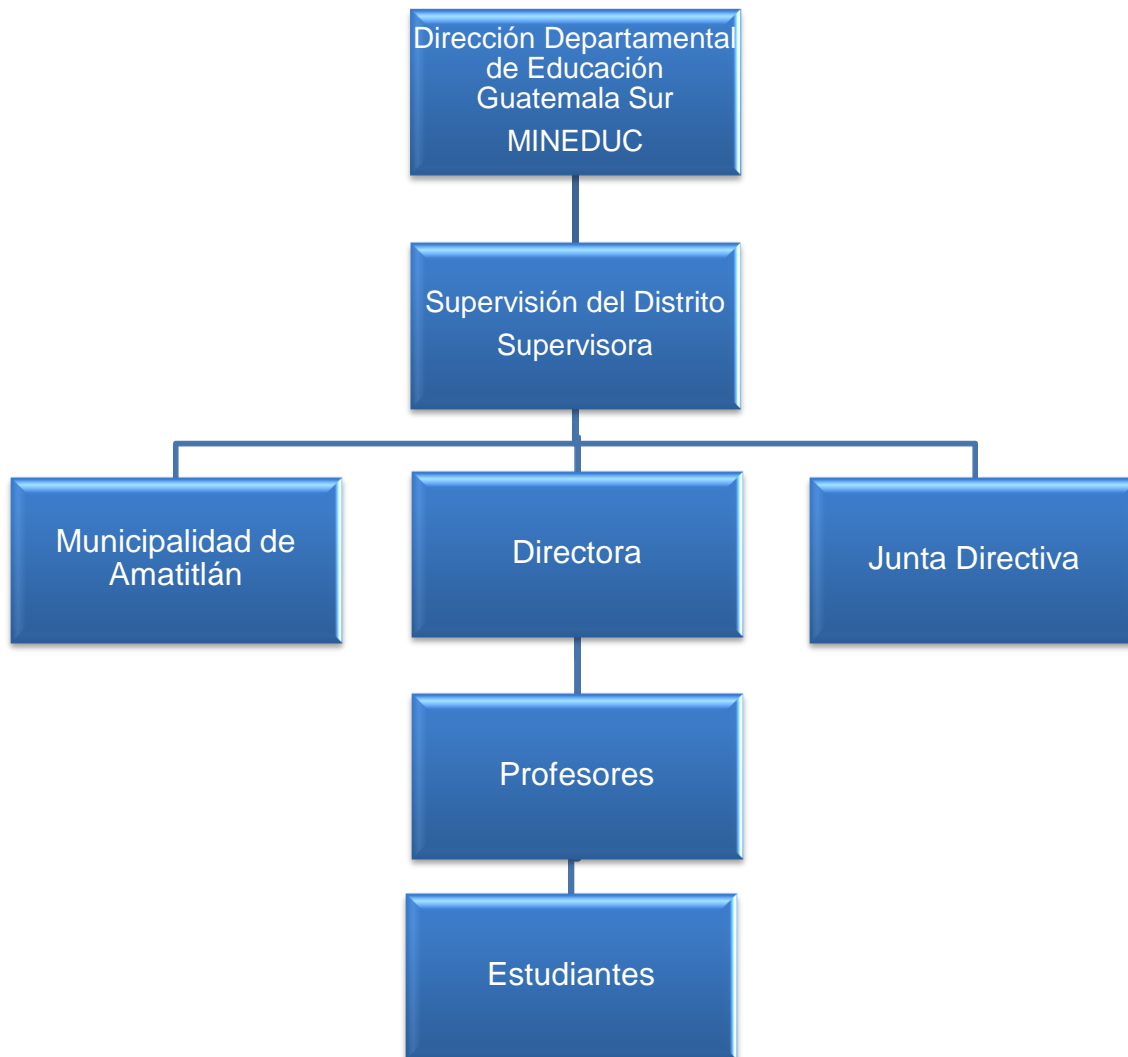 Dirección Departamental
de Educación
Guatemala Sur
MINEDUC
Supervisión del Distrito
Supervisora
Municipalidad de
Amatitlán
Directora
Junta Directiva
Profesores
Estudiantes